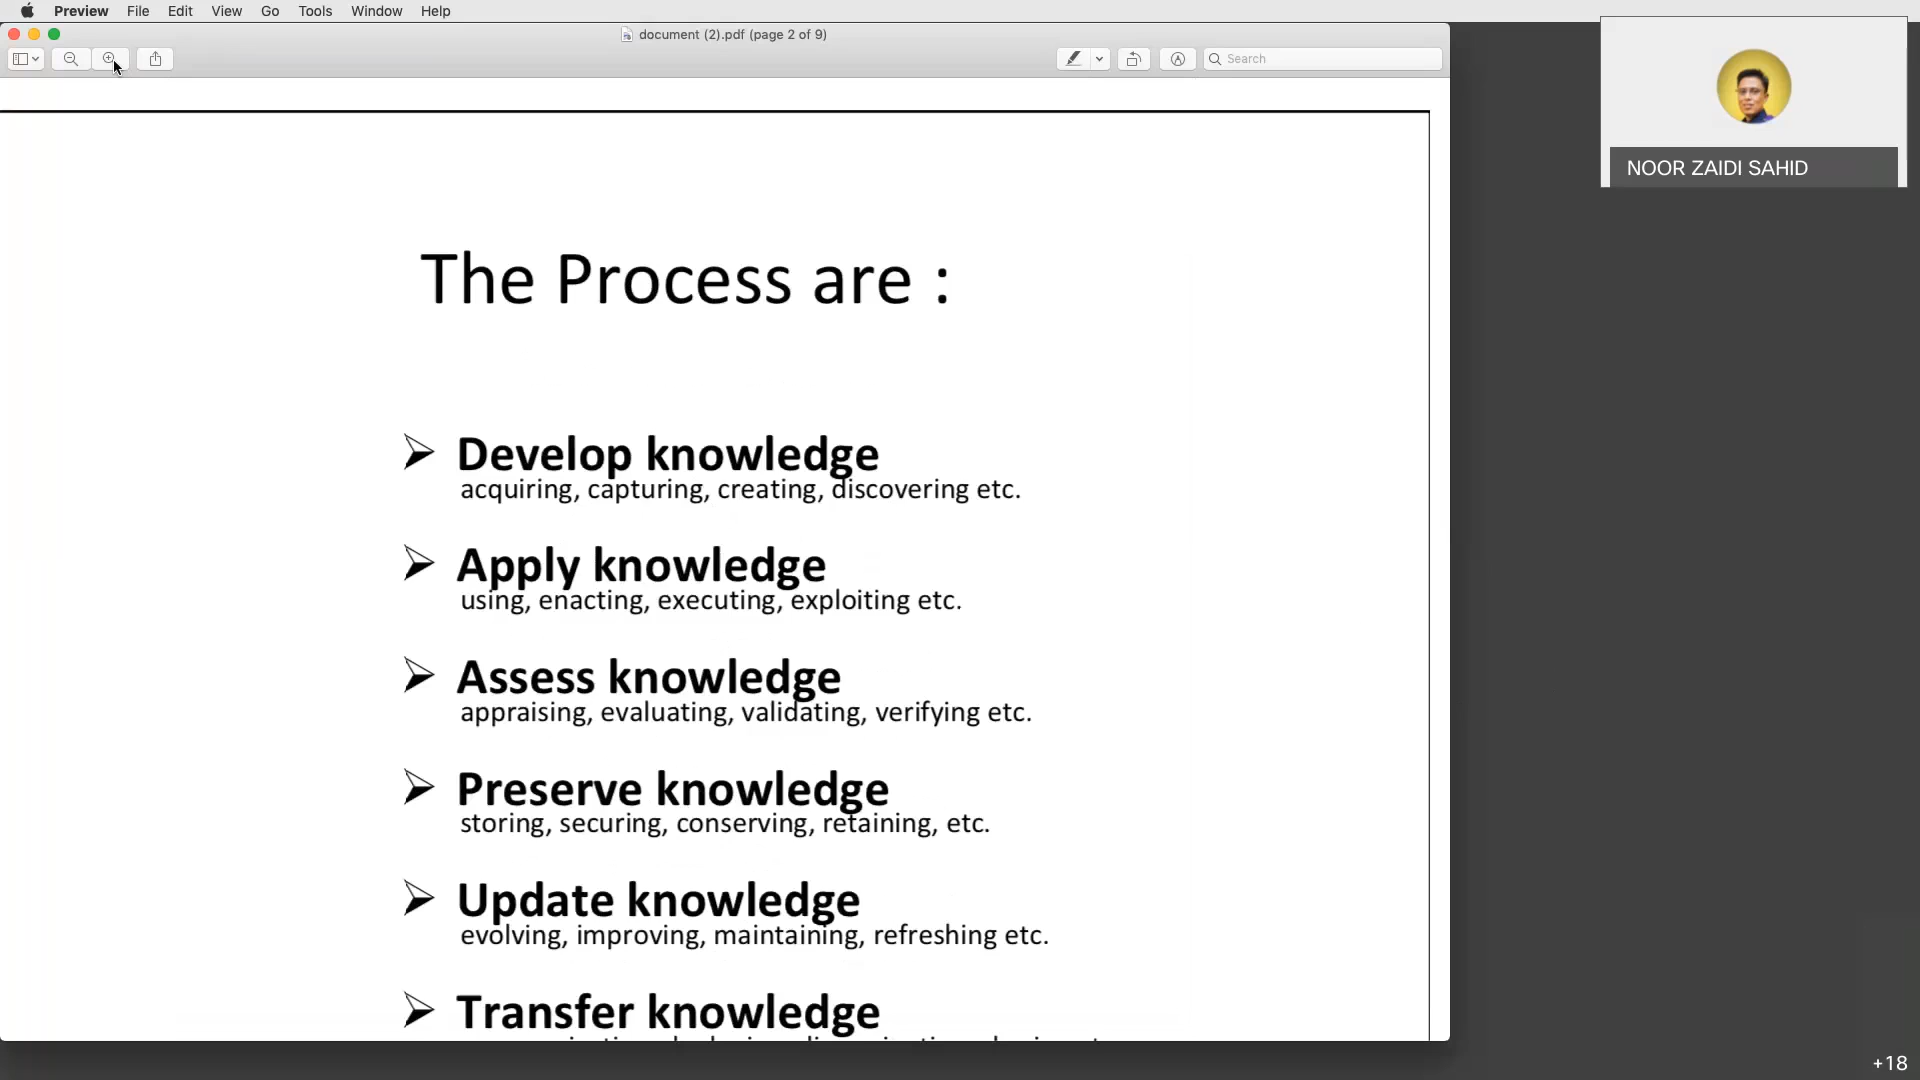 Preview File Edit View Go Tools Window Help
document (2).pdf (page 2 of 9)
Search
NOOR ZAIDI SAHID
The Process are :
Develop knowledge
acquiring, capturing, creating, discovering etc.
Apply knowledge
using, enacting, executing, exploiting etc.
Assess knowledge
appraising, evaluating, validating, verifying etc.
Preserve knowledge
storing, securing, conserving, retaining, etc.
Update knowledge
evolving, improving, maintaining, refreshing etc.
Transfer knowledge
+18